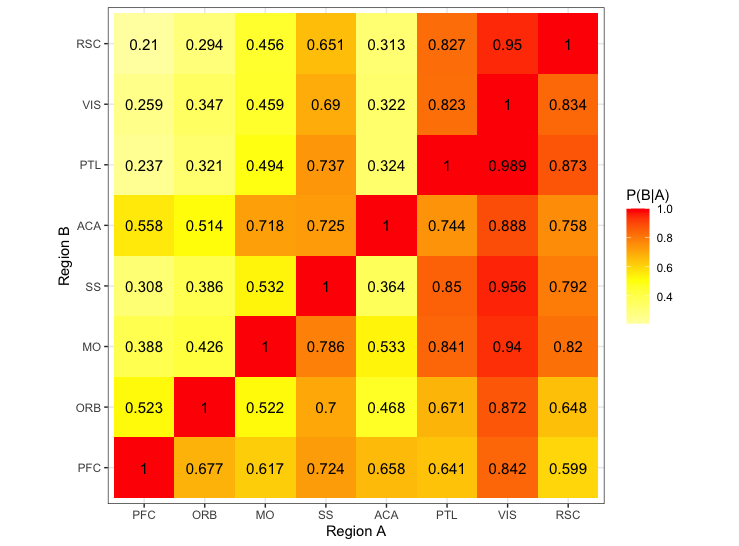 RSC 0.21 0.294 0.456 0.651 0.313 0.827 0.95 1
VIS 0.259 0.347 0.459 0.69 0.322 0.823 1 0.834
PTL 0.237 0.321 0.494 0.737 0.324 1 0.989 0.873
ACA 0.558 0.514 0.718 0.725 1 0.744 0.888 0.758
SS 0.308 0.386 0.532 1 0.364 0.85 0.956 0.792
MO 0.388 0.426 1 0.786 0.533 0.841 0.94 0.82
ORB 0.523 1 0.522 0.7 0.468 0.671 0.872 0.648
PFC 1 0.677 0.617 0.724 0.658 0.641 0.842 0.599
PFC ORB MO SS ACA PTL VIS RSC
Region A
Region B
P(B|A)
1.0
0.8
0.6
0.4